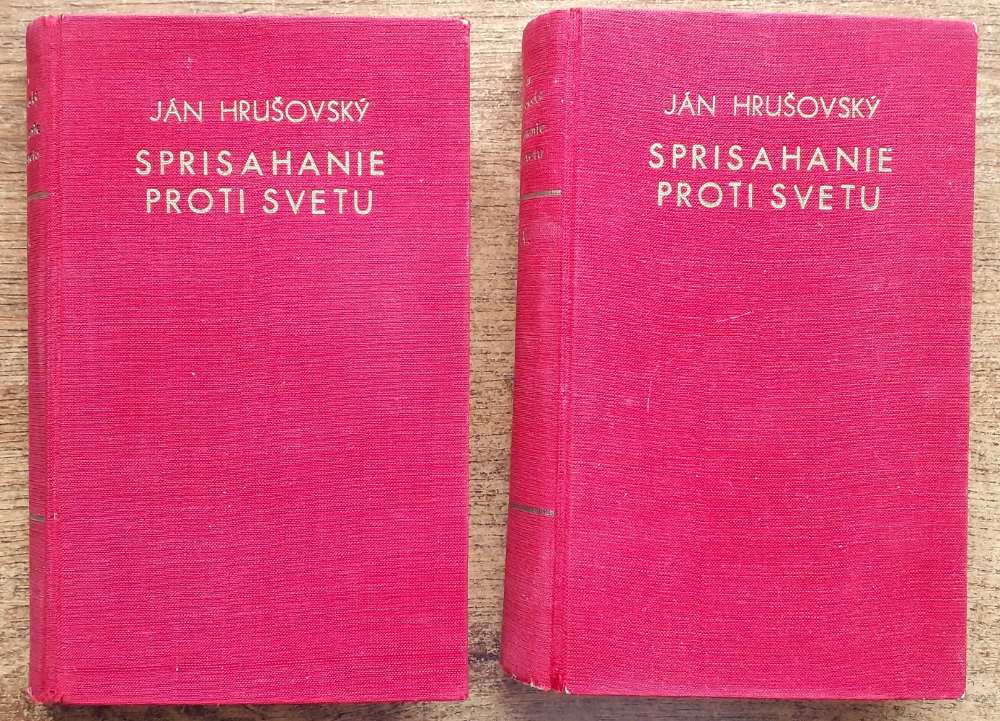 JÁN HRUŠOVSKÝ
SPRISAHANIE
PROTI SVETU
JÁN HRUŠOVSKÝ
SPRISAHANIE
PROTI SVETU